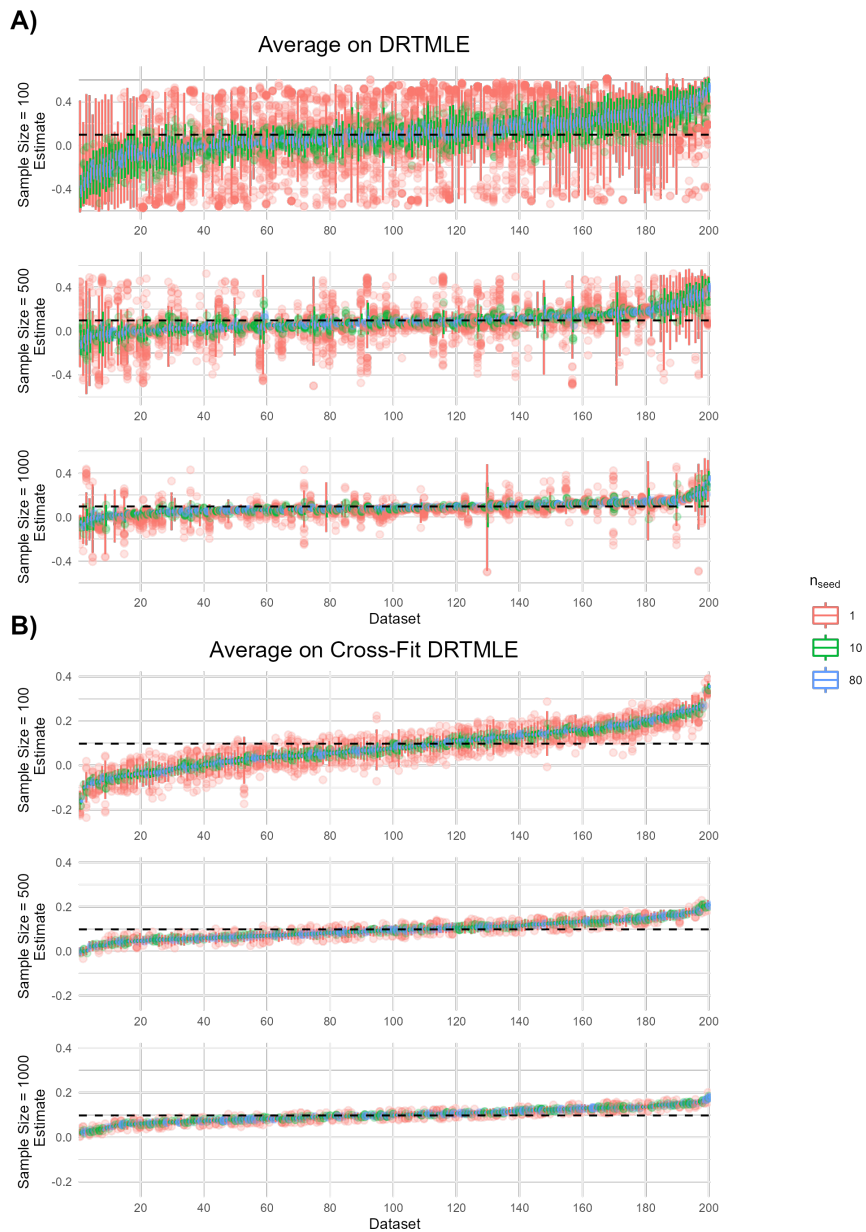 A)
Average on DRTMLE
Sample Size = 100
Estimate
0.4
0.0
-0.4
20 40 60 80 100 120 140 160 180 200
Sample Size = 500
Estimate
0.4
0.0
-0.4
20 40 60 80 100 120 140 160 180 200
Sample Size = 1000
Estimate
0.4
0.0
-0.4
20 40 60 80 100 120 140 160 180 200
Dataset
n_seed
1
10
80
B)
Average on Cross-Fit DRTMLE
Sample Size = 100
Estimate
0.4
0.2
0.0
-0.2
20 40 60 80 100 120 140 160 180 200
Sample Size = 500
Estimate
0.4
0.2
0.0
-0.2
20 40 60 80 100 120 140 160 180 200
Sample Size = 1000
Estimate
0.4
0.2
0.0
-0.2
20 40 60 80 100 120 140 160 180 200
Dataset